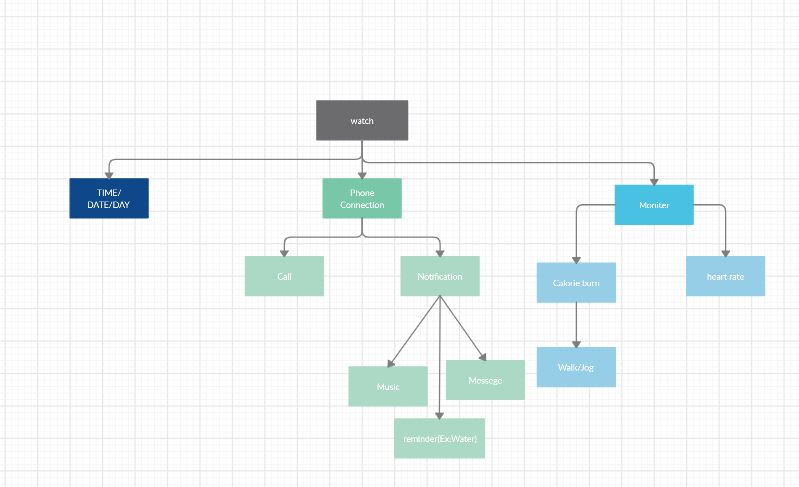 watch
TIME/
DATE/DAY
Phone
Connection
Moniter
Call
Notification
Calorie burn
heart rate
Music
Messege
Walk/Jog
reminder(Ex:Water)